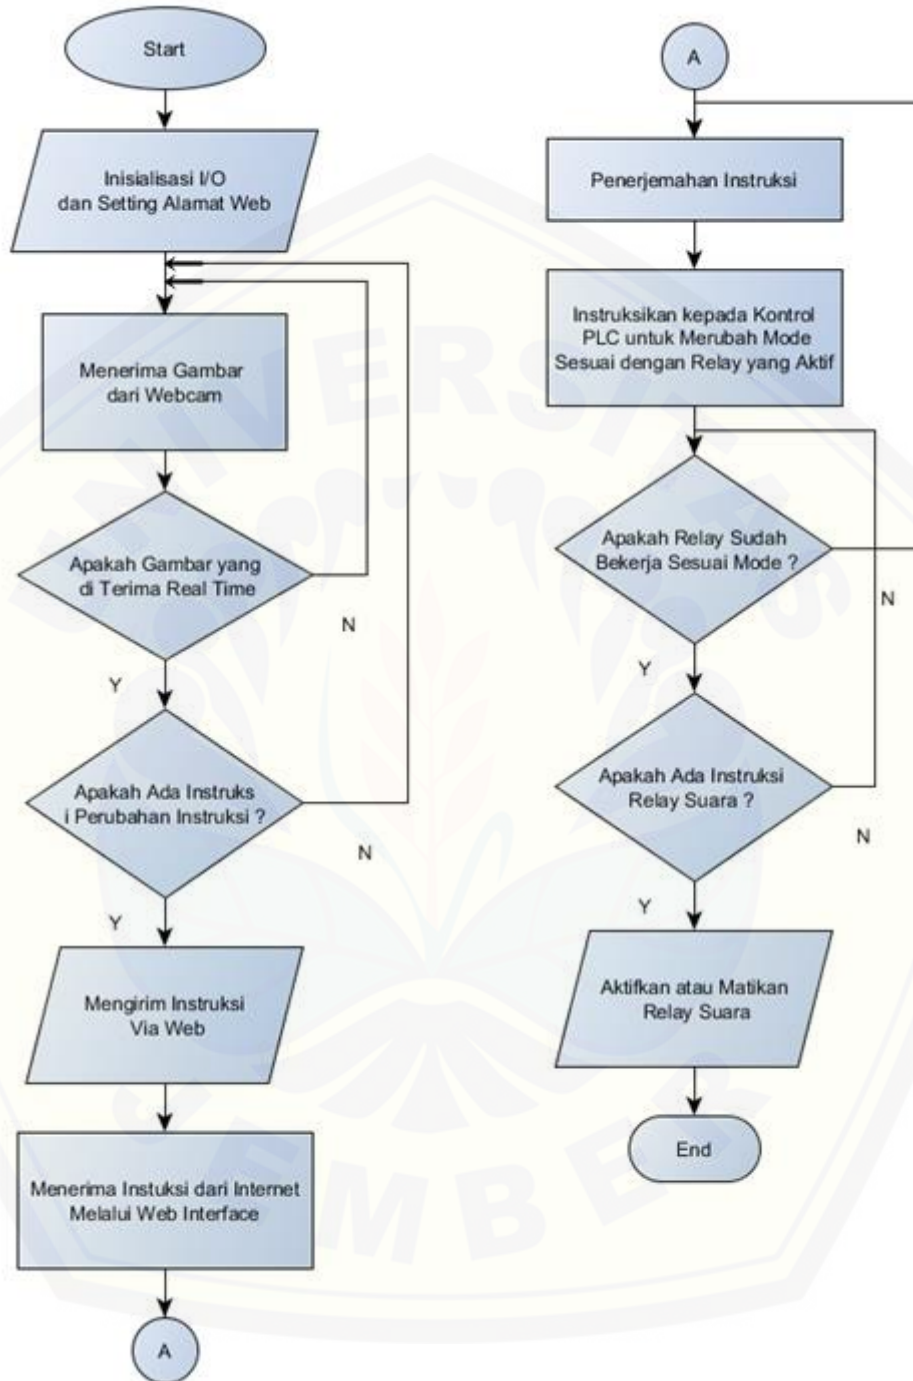 Start
Inisialisasi I/O
dan Setting Alamat Web
Menerima Gambar
dari Webcam
Apakah Gambar yang
di Terima Real Time
N
Y
Apakah Ada Instruks
i Perubahan Instruksi ?
N
Y
Mengirim Instruksi
Via Web
Menerima Instuksi dari Internet
Melalui Web Interface
A
A
Penerjemahan Instruksi
Instruksikan kepada Kontrol
PLC untuk Merubah Mode
Sesuai dengan Relay yang Aktif
Apakah Relay Sudah
Bekerja Sesuai Mode ?
N
Y
Apakah Ada Instruksi
Relay Suara ?
N
Y
Aktifkan atau Matikan
Relay Suara
End
UNIVERSITAS
JEMBER